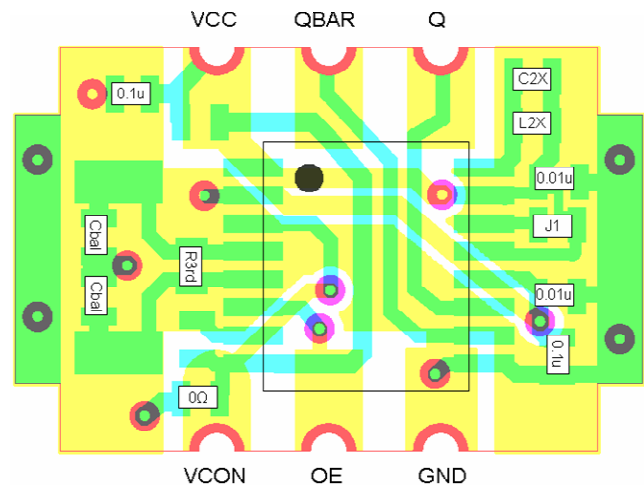 VCC QBAR Q
C2X
0.1u
L2X
0.01u
Cbal
J1
R3rd
Cbal
0.01u
0.1u
0Ω
VCON OE GND